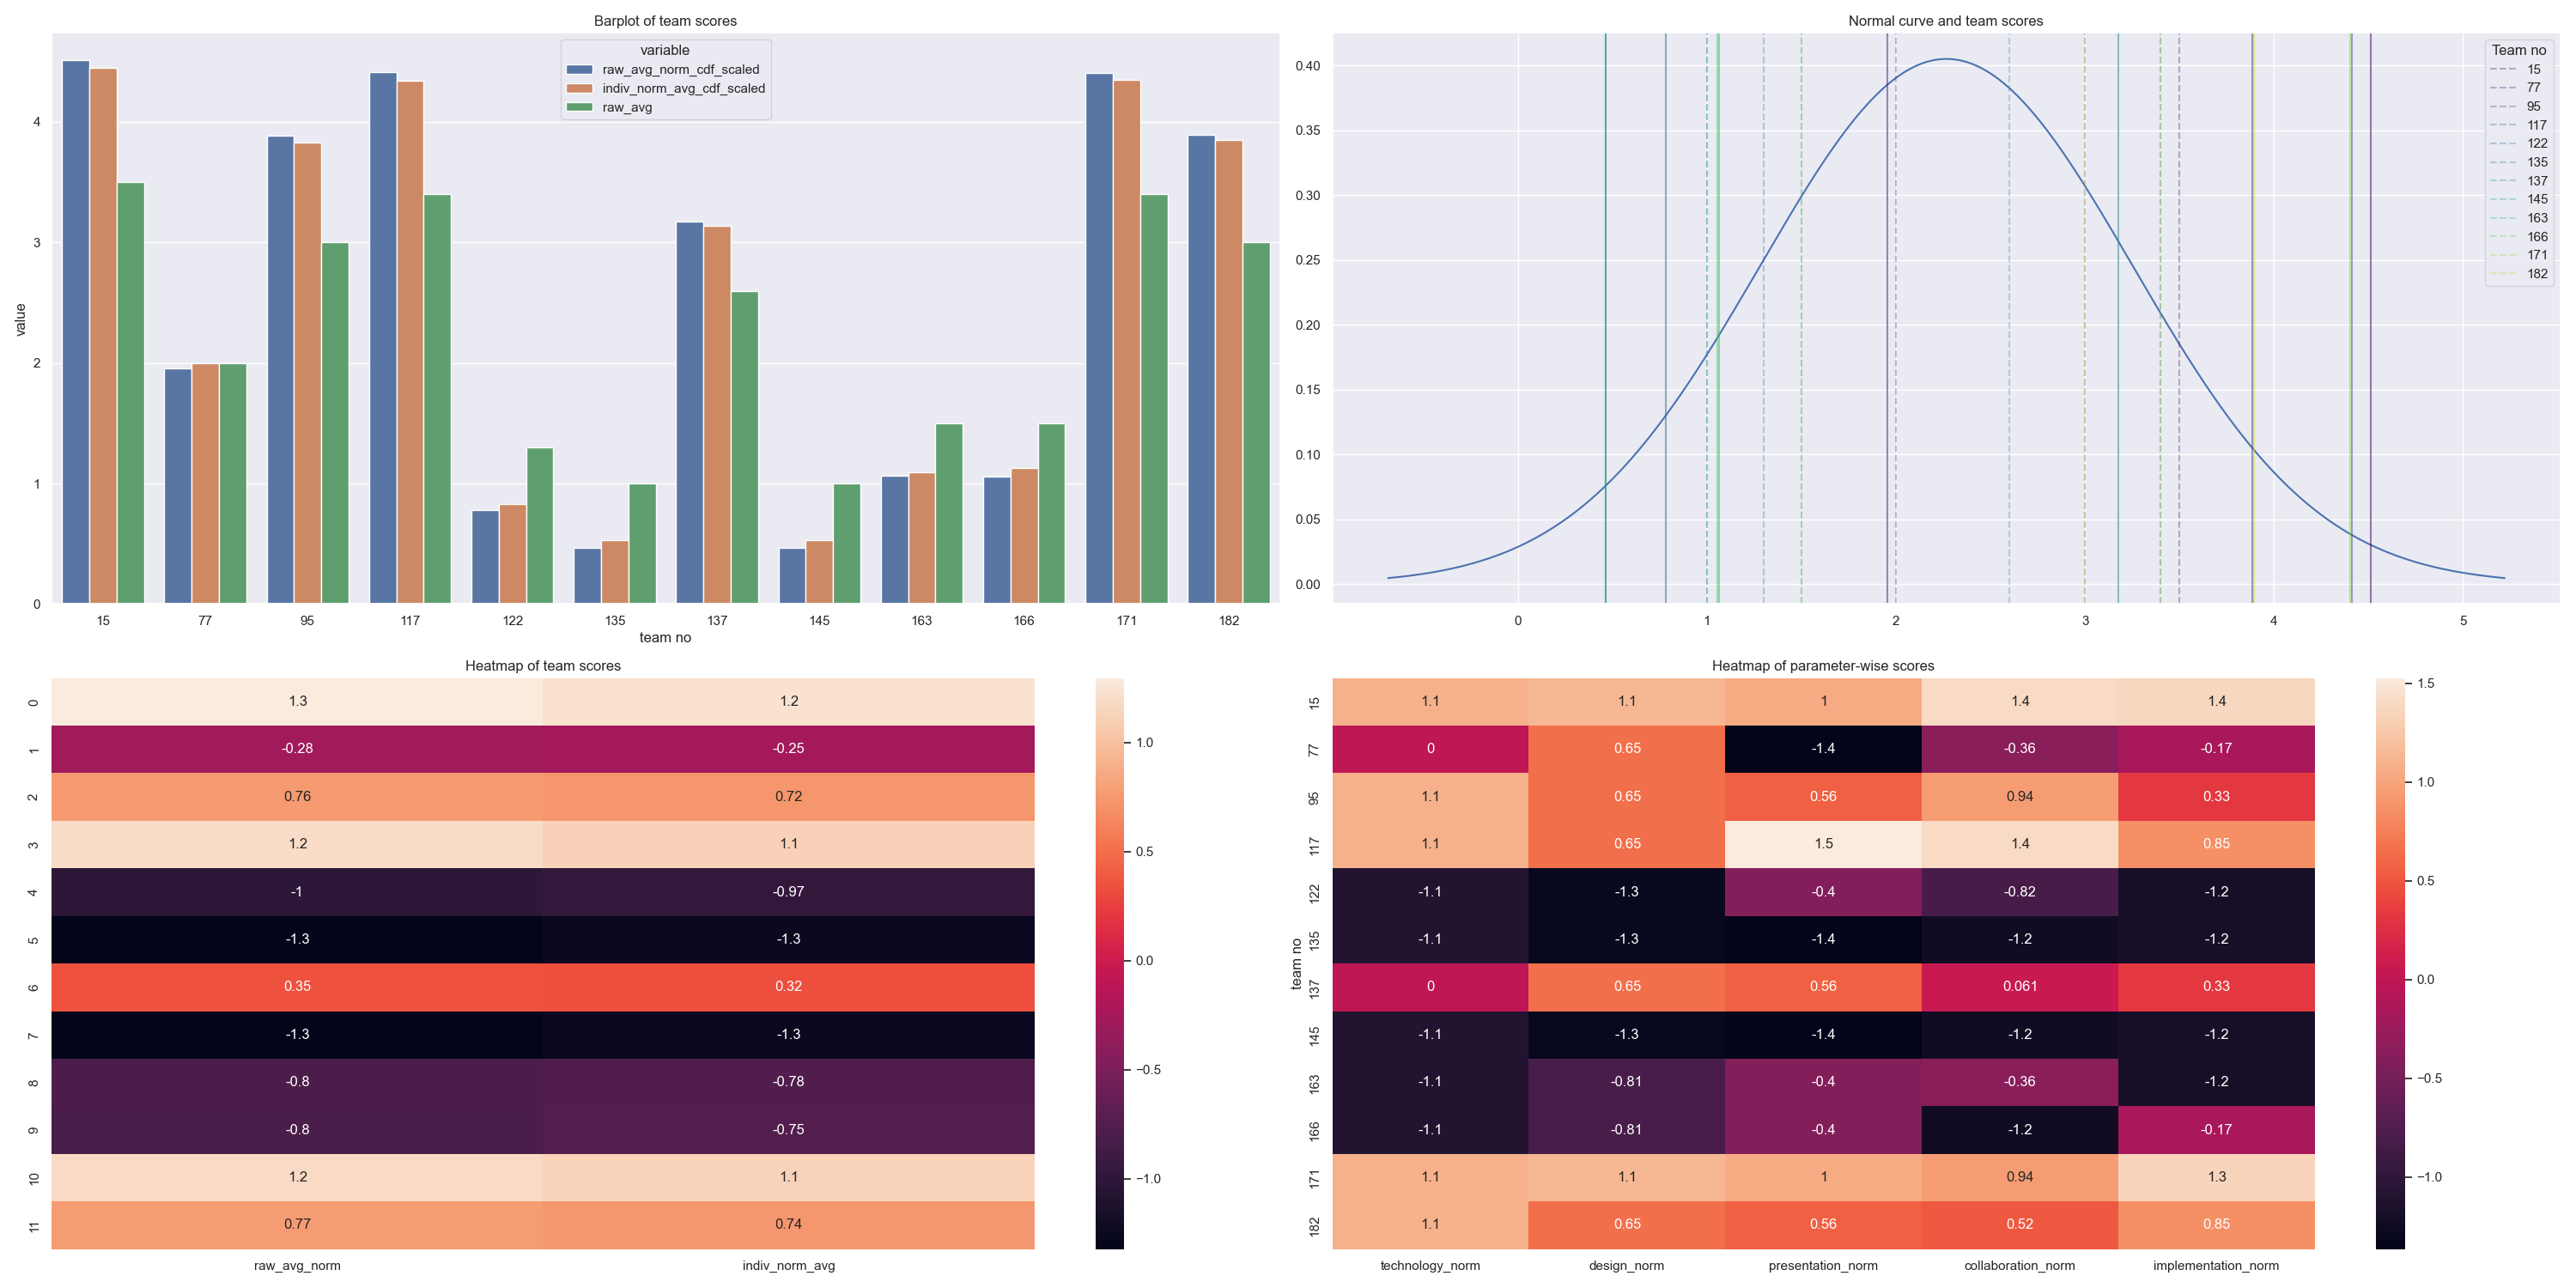 Barplot of team scores
value
4
3
2
1
0
variable
raw_avg_norm_cdf_scaled
indiv_norm_avg_cdf_scaled
raw_avg
15 77 95 117 122 135 137 145 163 166 171 182
team no
Normal curve and team scores
0.40
0.35
0.30
0.25
0.20
0.15
0.10
0.05
0.00
Team no
15
77
95
117
122
135
137
145
163
166
171
182
0 1 2 3 4 5
Heatmap of team scores
0 1.3 1.2
1 -0.28 -0.25
2 0.76 0.72
3 1.2 1.1
4 -1 -0.97
5 -1.3 -1.3
6 0.35 0.32
7 -1.3 -1.3
8 -0.8 -0.78
9 -0.8 -0.75
10 1.2 1.1
11 0.77 0.74
raw_avg_norm indiv_norm_avg
1.0
0.5
0.0
−0.5
−1.0
Heatmap of parameter-wise scores
team no
15 1.1 1.1 1 1.4 1.4
77 0 0.65 -1.4 -0.36 -0.17
95 1.1 0.65 0.56 0.94 0.33
117 1.1 0.65 1.5 1.4 0.85
122 -1.1 -1.3 -0.4 -0.82 -1.2
135 -1.1 -1.3 -1.4 -1.2 -1.2
137 0 0.65 0.56 0.061 0.33
145 -1.1 -1.3 -1.4 -1.2 -1.2
163 -1.1 -0.81 -0.4 -0.36 -1.2
166 -1.1 -0.81 -0.4 -1.2 -0.17
171 1.1 1.1 1 0.94 1.3
182 1.1 0.65 0.56 0.52 0.85
technology_norm design_norm presentation_norm collaboration_norm implementation_norm
1.5
1.0
0.5
0.0
−0.5
−1.0